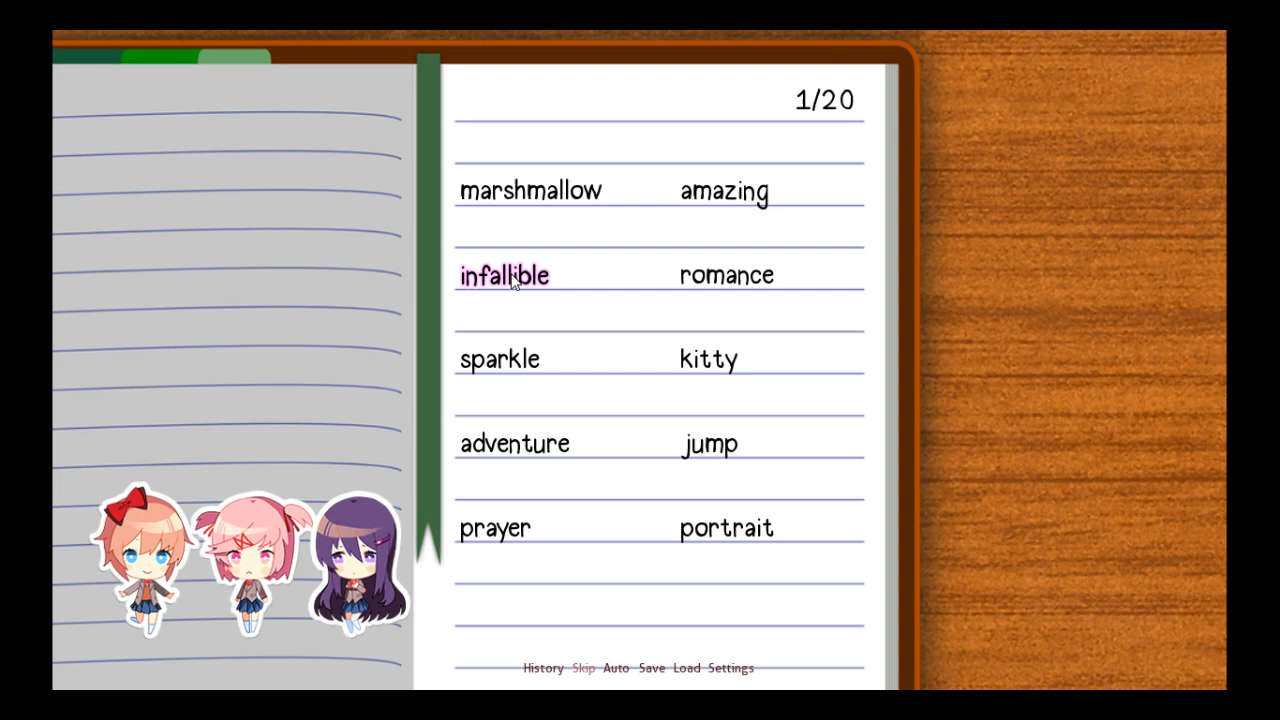 1/20
marshmallow amazing
infallible romance
sparkle kitty
adventure jump
prayer portrait
History Skip Auto Save Load Settings